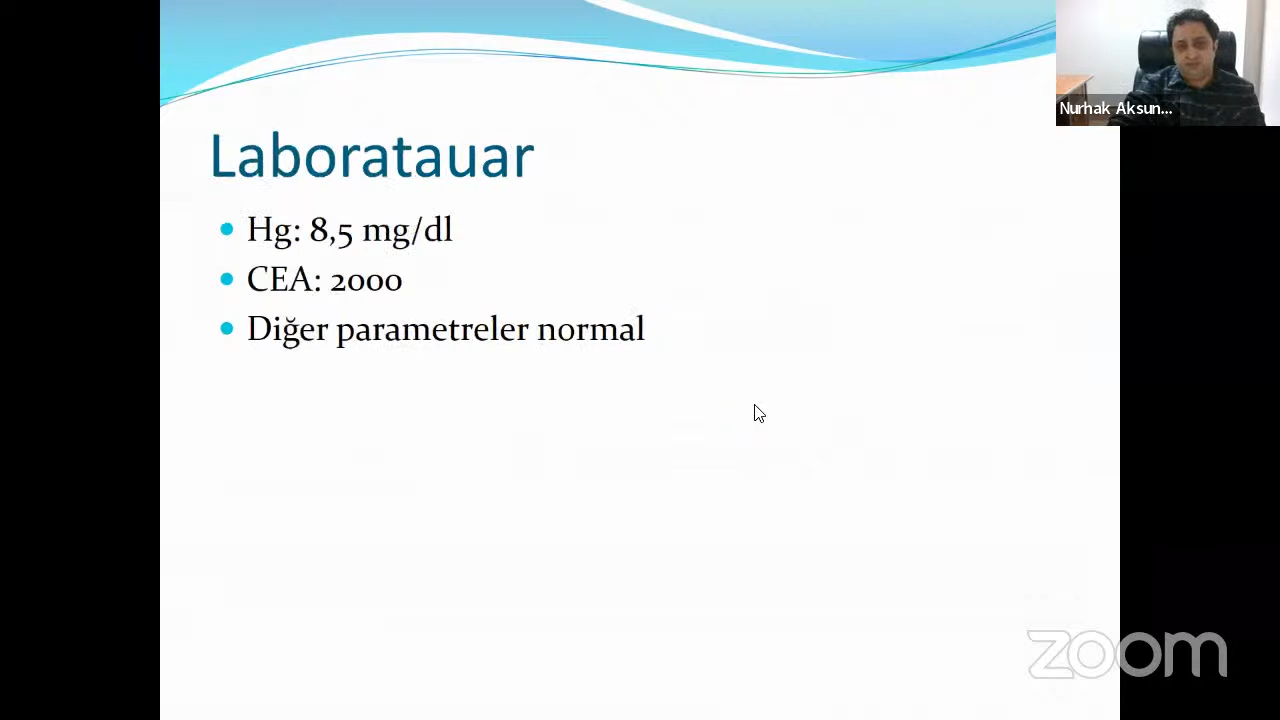 Nurhak Aksun...
Laboratauar
Hg: 8,5 mg/dl
CEA: 2000
Diğer parametreler normal
zoom